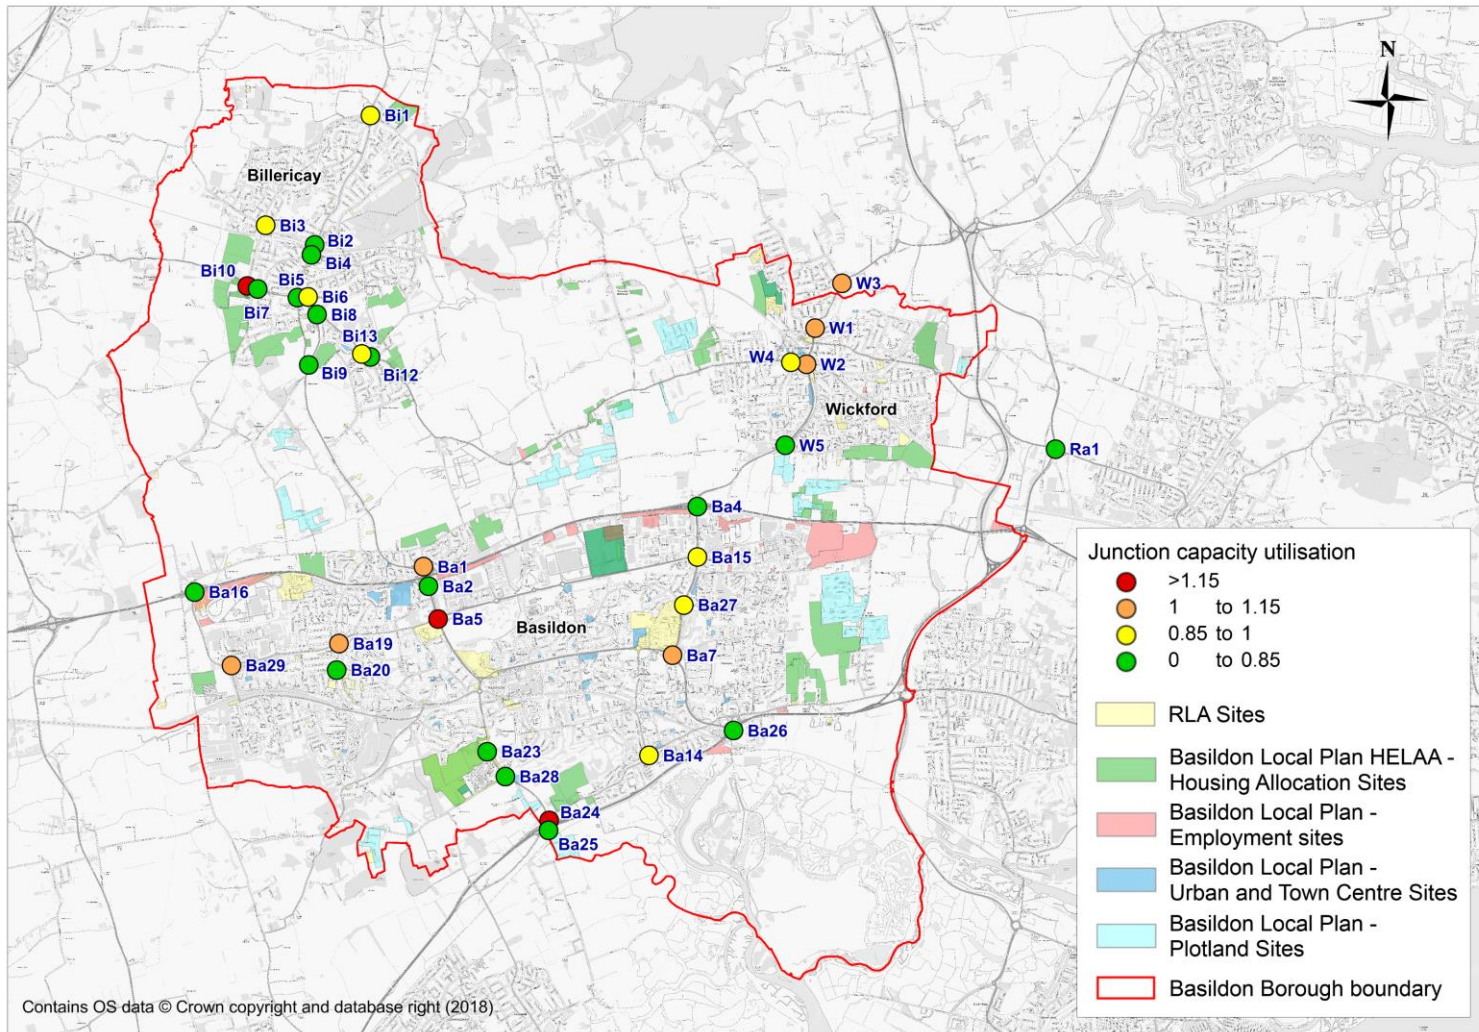 N
Bi1
Billericay
Bi3
Bi2
Bi4
Bi10
Bi5
Bi6
Bi7
Bi8
Bi13
Bi9
Bi12
W3
W1
W4
W2
Wickford
W5
Ra1
Ba4
Ba15
Ba1
Ba2
Ba16
Ba5
Basildon
Ba27
Ba19
Ba29
Ba20
Ba7
Ba26
Ba23
Ba14
Ba28
Ba24
Ba25
Junction capacity utilisation
>1.15
1 to 1.15
0.85 to 1
0 to 0.85
RLA Sites
Basildon Local Plan HELAA -
Housing Allocation Sites
Basildon Local Plan -
Employment sites
Basildon Local Plan -
Urban and Town Centre Sites
Basildon Local Plan -
Plotland Sites
Basildon Borough boundary
Contains OS data © Crown copyright and database right (2018)